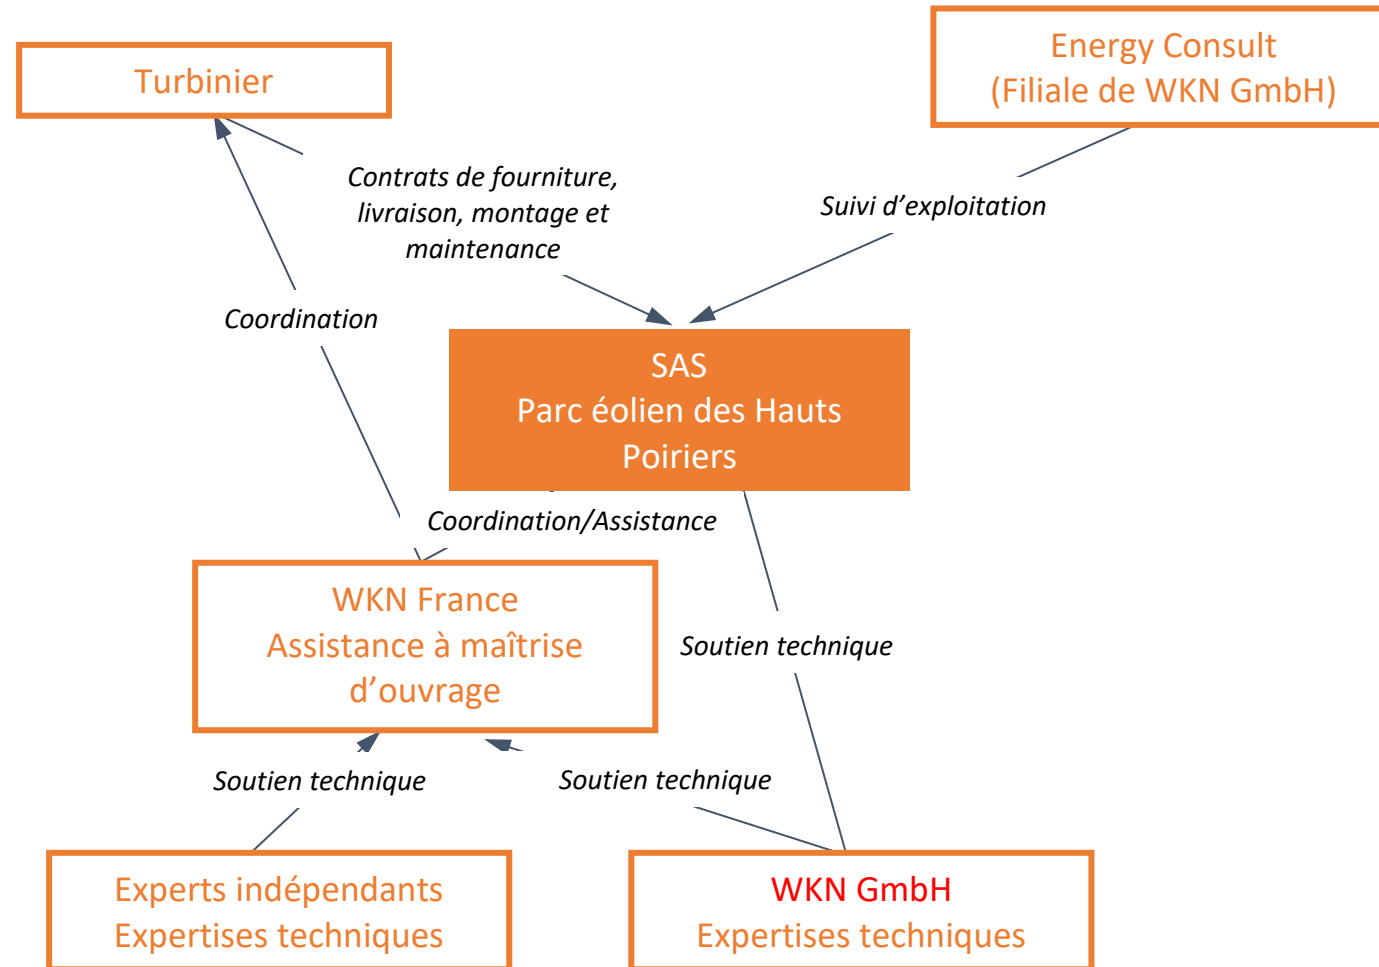 Energy Consult
(Filiale de WKN GmbH)
Turbinier
Contrats de fourniture,
livraison, montage et
maintenance
Suivi d’exploitation
Coordination
SAS
Parc éolien des Hauts
Poiriers
Coordination/Assistance
WKN France
Assistance à maîtrise
d’ouvrage
Soutien technique
Soutien technique
Soutien technique
Experts indépendants
Expertises techniques
WKN GmbH
Expertises techniques